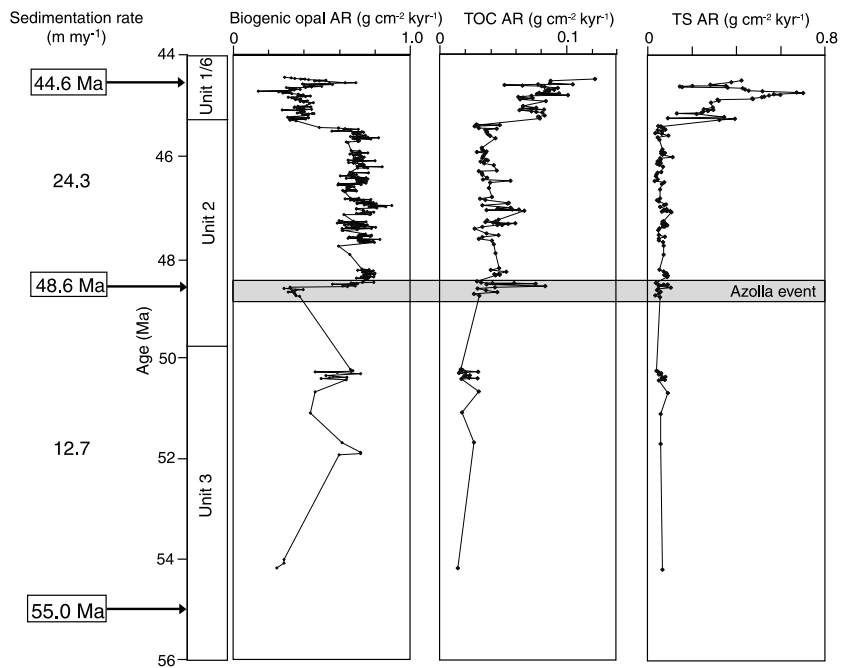 Sedimentation rate
(m my⁻¹)
Biogenic opal AR (g cm⁻² kyr⁻¹)
TOC AR (g cm⁻² kyr⁻¹)
TS AR (g cm⁻² kyr⁻¹)
0 1.0 0 0.1 0 0.8
44
44.6 Ma
Unit 1/6
46
24.3
Unit 2
48
48.6 Ma
Azolla event
Age (Ma)
50
12.7
52
Unit 3
54
55.0 Ma
56